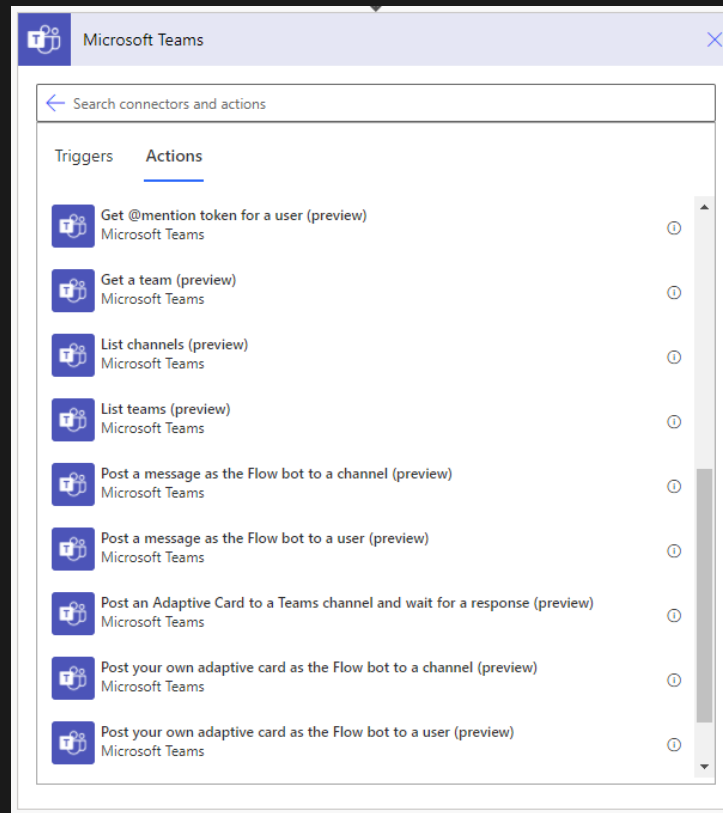 Microsoft Teams
Search connectors and actions
Triggers Actions
Get @mention token for a user (preview)
Microsoft Teams
Get a team (preview)
Microsoft Teams
List channels (preview)
Microsoft Teams
List teams (preview)
Microsoft Teams
Post a message as the Flow bot to a channel (preview)
Microsoft Teams
Post a message as the Flow bot to a user (preview)
Microsoft Teams
Post an Adaptive Card to a Teams channel and wait for a response (preview)
Microsoft Teams
Post your own adaptive card as the Flow bot to a channel (preview)
Microsoft Teams
Post your own adaptive card as the Flow bot to a user (preview)
Microsoft Teams